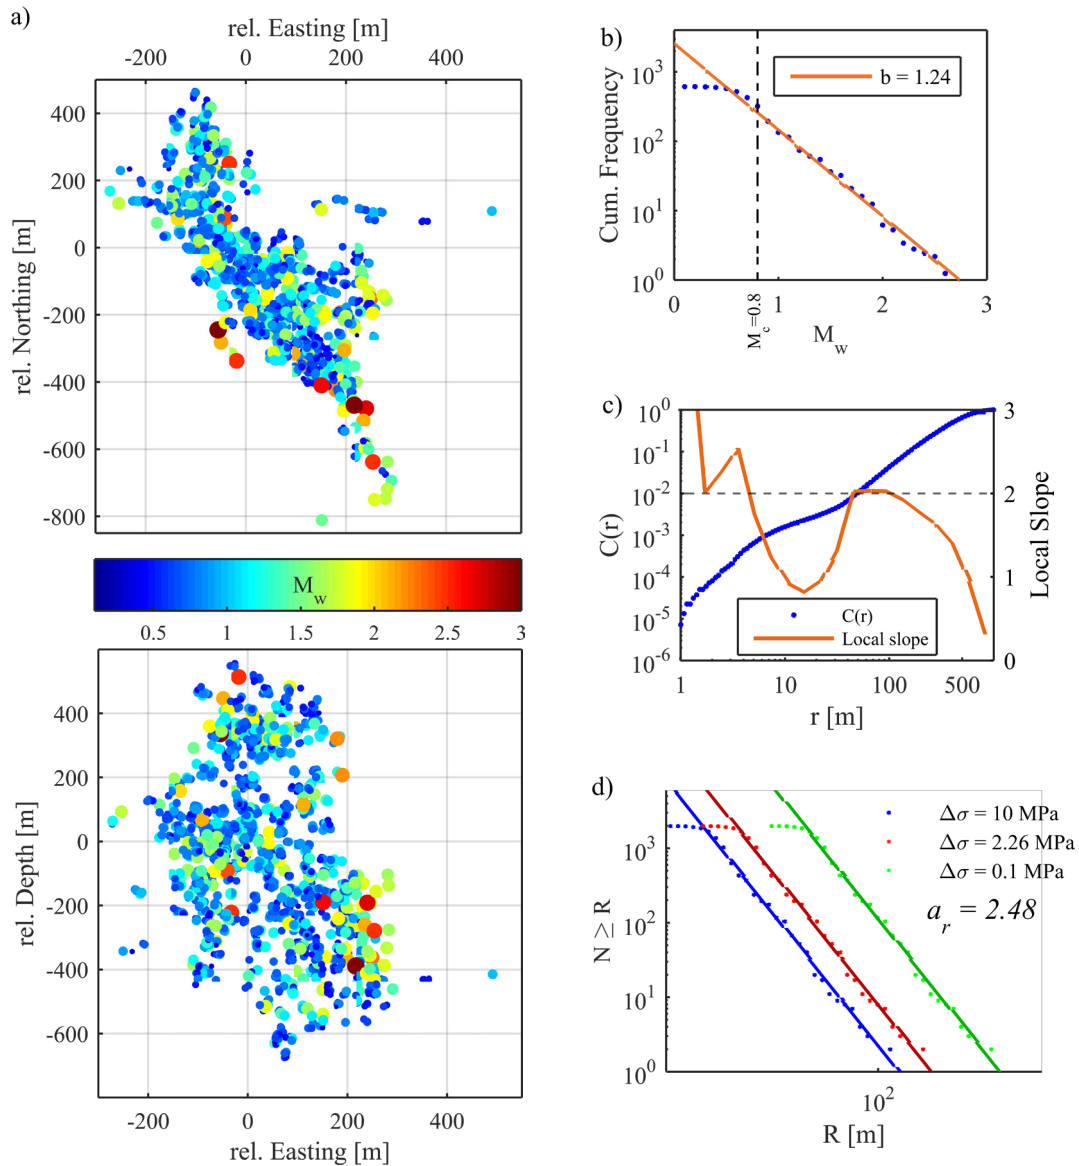 a)
rel. Easting [m]
-200 0 200 400
400
200
0
-200
-400
-600
-800
rel. Northing [m]
M_w
0.5 1 1.5 2 2.5 3
400
200
0
-200
-400
-600
rel. Depth [m]
-200 0 200 400
rel. Easting [m]
b)
b = 1.24
10^3
10^2
10^1
10^0
Cum. Frequency
0 1 2 3
M_c=0.8
M_w
c)
10^0
10^-1
10^-2
10^-3
10^-4
10^-5
10^-6
C(r)
3
2
1
0
Local Slope
C(r)
Local slope
1 10 100 500
r [m]
d)
Δσ = 10 MPa
Δσ = 2.26 MPa
Δσ = 0.1 MPa
a_r = 2.48
10^3
10^2
10^1
10^0
N ≥ R
10^2
R [m]